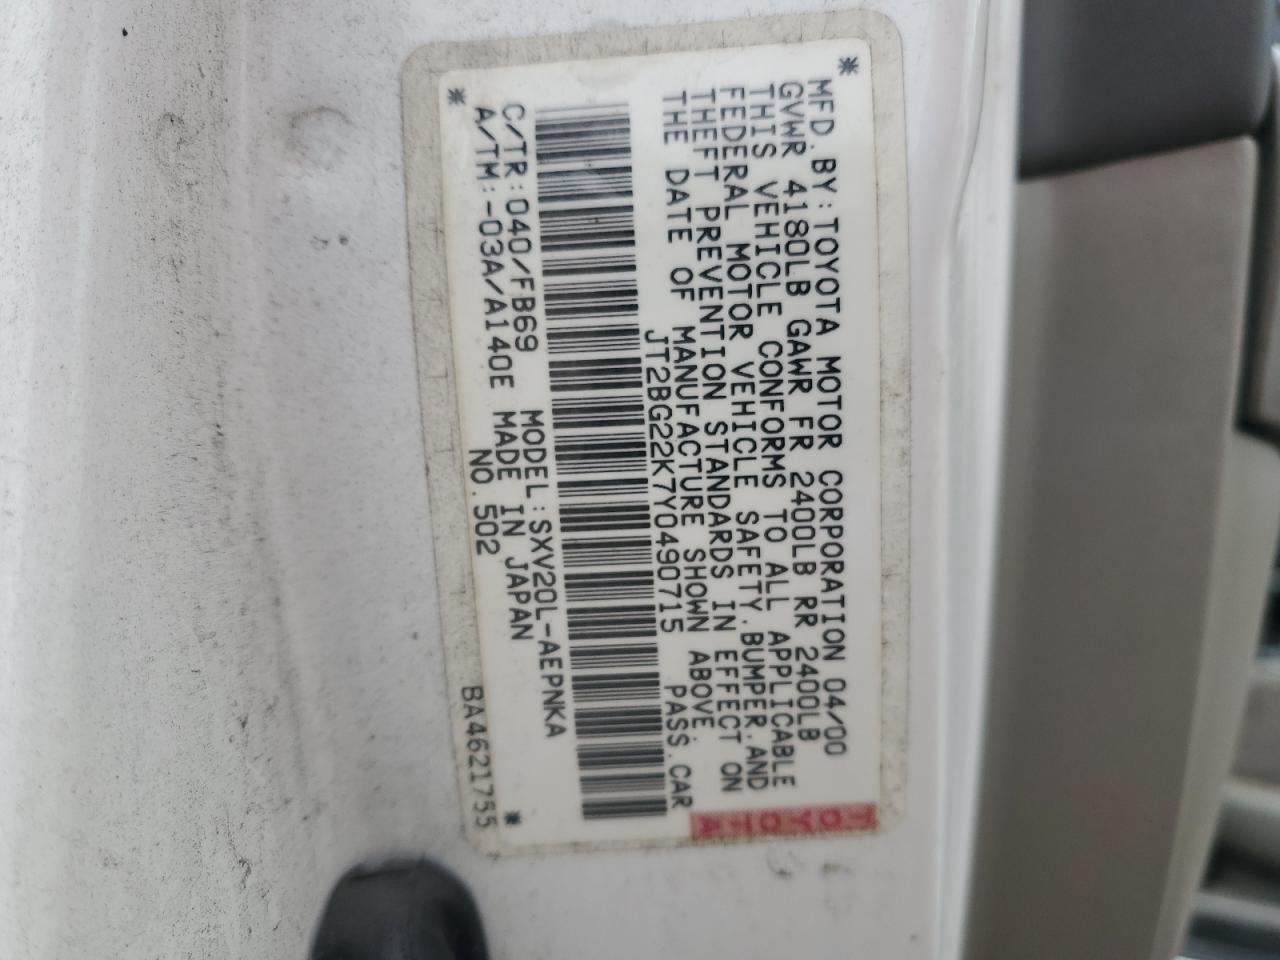 MFD.BY:TOYOTA MOTOR CORPORATION 04/00
GVWR 4180LB GAWR FR 2400LB RR 2400LB
THIS VEHICLE CONFORMS TO ALL APPLICABLE
FEDERAL MOTOR VEHICLE SAFETY.BUMPER.AND
THEFT PREVENTION STANDARDS IN EFFECT ON
THE DATE OF MANUFACTURE SHOWN ABOVE.
JT2BG22K7Y0490715 PASS.CAR
C/TR:040/FB69 MODEL:SXV20L-AEPNKA
A/TM:-03A/A140E MADE IN JAPAN
NO.502
BA4621755
TOYOTA